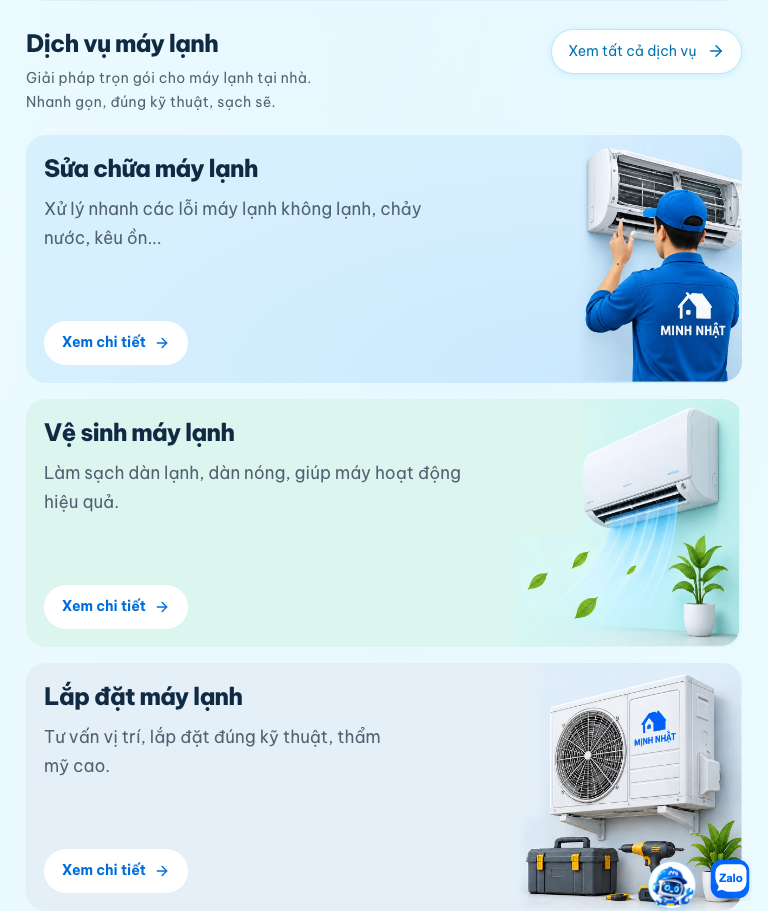 Dịch vụ máy lạnh
Xem tất cả dịch vụ
Giải pháp trọn gói cho máy lạnh tại nhà.
Nhanh gọn, đúng kỹ thuật, sạch sẽ.
Sửa chữa máy lạnh
Xử lý nhanh các lỗi máy lạnh không lạnh, chảy
nước, kêu ồn...
Xem chi tiết
MINH NHẬT
Vệ sinh máy lạnh
Làm sạch dàn lạnh, dàn nóng, giúp máy hoạt động
hiệu quả.
Xem chi tiết
Lắp đặt máy lạnh
Tư vấn vị trí, lắp đặt đúng kỹ thuật, thẩm
mỹ cao.
MINH NHẬT
Xem chi tiết
Zalo